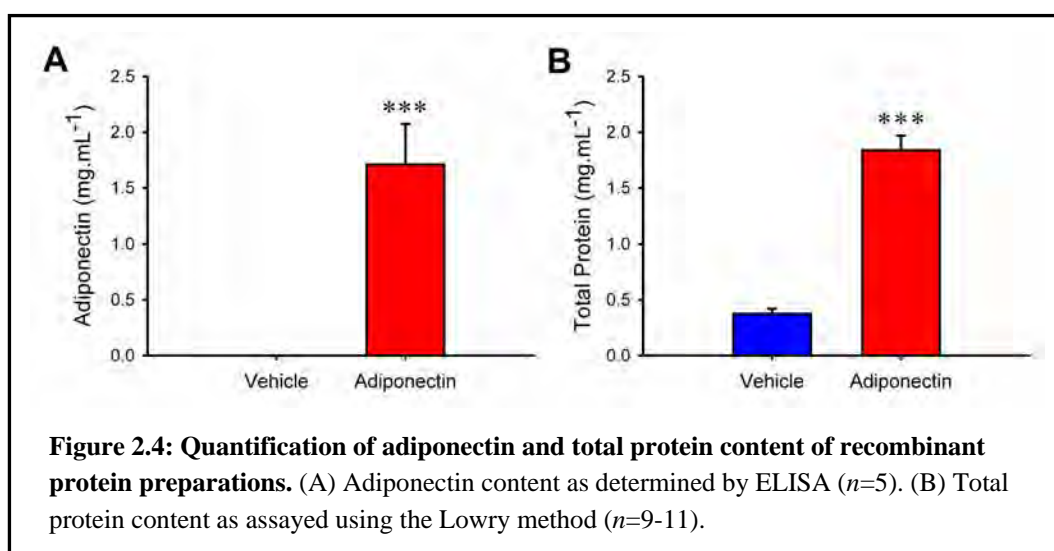 A
B
2.5
2.0
1.5
1.0
0.5
0.0
Adiponectin (mg.mL⁻¹)
***
Vehicle Adiponectin
2.5
2.0
1.5
1.0
0.5
0.0
Total Protein (mg.mL⁻¹)
***
Vehicle Adiponectin
Figure 2.4: Quantification of adiponectin and total protein content of recombinant
protein preparations. (A) Adiponectin content as determined by ELISA (n=5). (B) Total
protein content as assayed using the Lowry method (n=9-11).